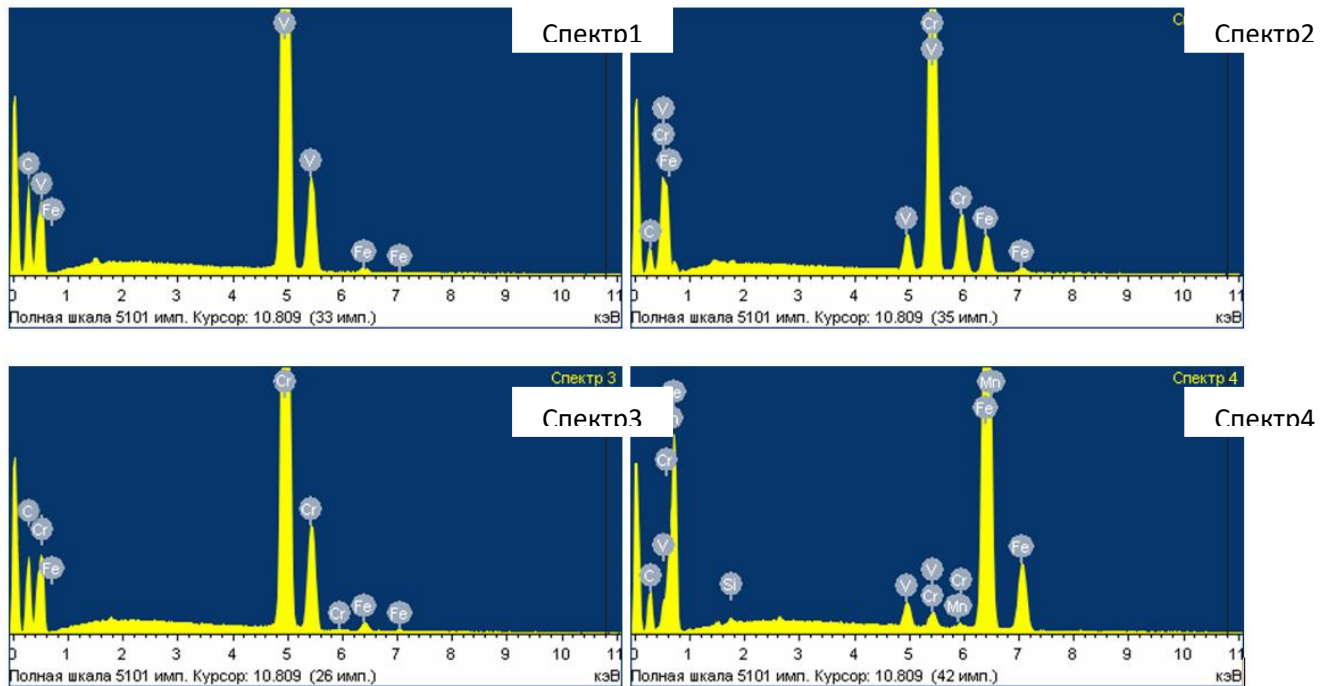 Спектр1
V
C
V
V
Fe
Fe
Fe
0 1 2 3 4 5 6 7 8 9 10 11
Полная шкала 5101 имп. Курсор: 10.809 (33 имп.) кэВ
Спектр2
Cr
V
V
Cr
Fe
C
V
Cr
Fe
Fe
0 1 2 3 4 5 6 7 8 9 10 11
Полная шкала 5101 имп. Курсор: 10.809 (35 имп.) кэВ
Спектр 3
Спектр3
Cr
C
Cr
Cr
Fe
Cr
Fe
Fe
0 1 2 3 4 5 6 7 8 9 10 11
Полная шкала 5101 имп. Курсор: 10.809 (26 имп.) кэВ
Спектр 4
Спектр4
Mn
Fe
Cr
V
C
Si
V
V
Cr
Cr
Mn
Fe
0 1 2 3 4 5 6 7 8 9 10 11
Полная шкала 5101 имп. Курсор: 10.809 (42 имп.) кэВ